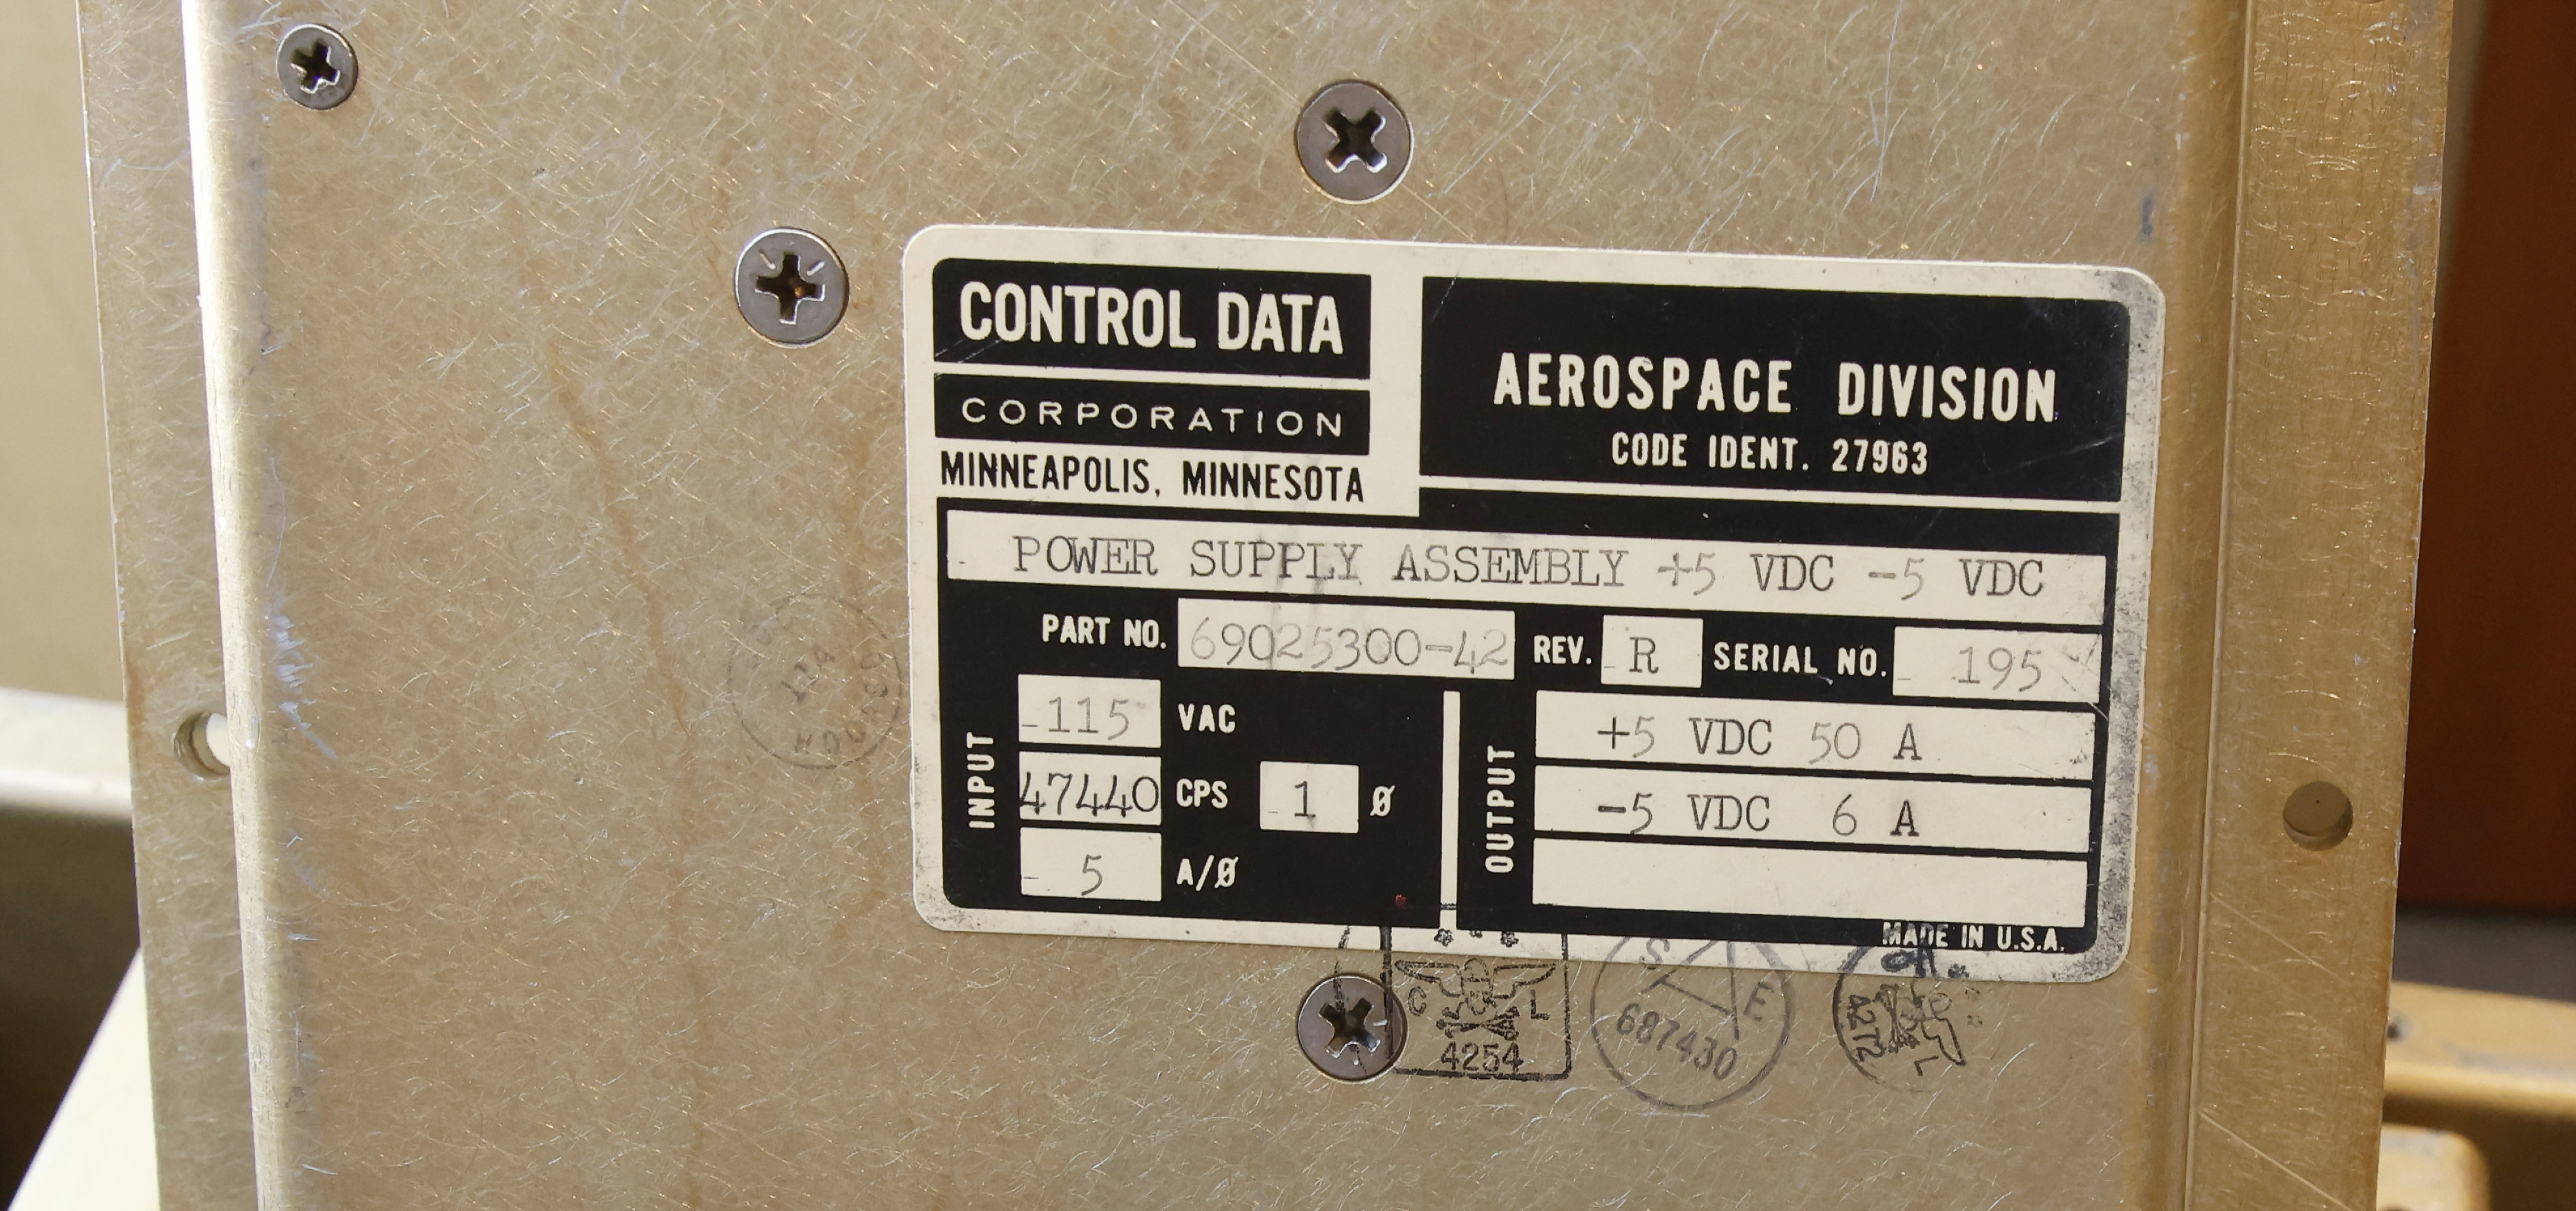 CONTROL DATA
CORPORATION
MINNEAPOLIS, MINNESOTA
AEROSPACE DIVISION
CODE IDENT. 27963
POWER SUPPLY ASSEMBLY +5 VDC -5 VDC
PART NO. 69025300-42 REV. R SERIAL NO. 195
INPUT
115 VAC
47440 CPS 1 Ø
5 A/Ø
OUTPUT
+5 VDC 50 A
-5 VDC 6 A
MADE IN U.S.A.
C L
4254
S E
687430
4272
L
114